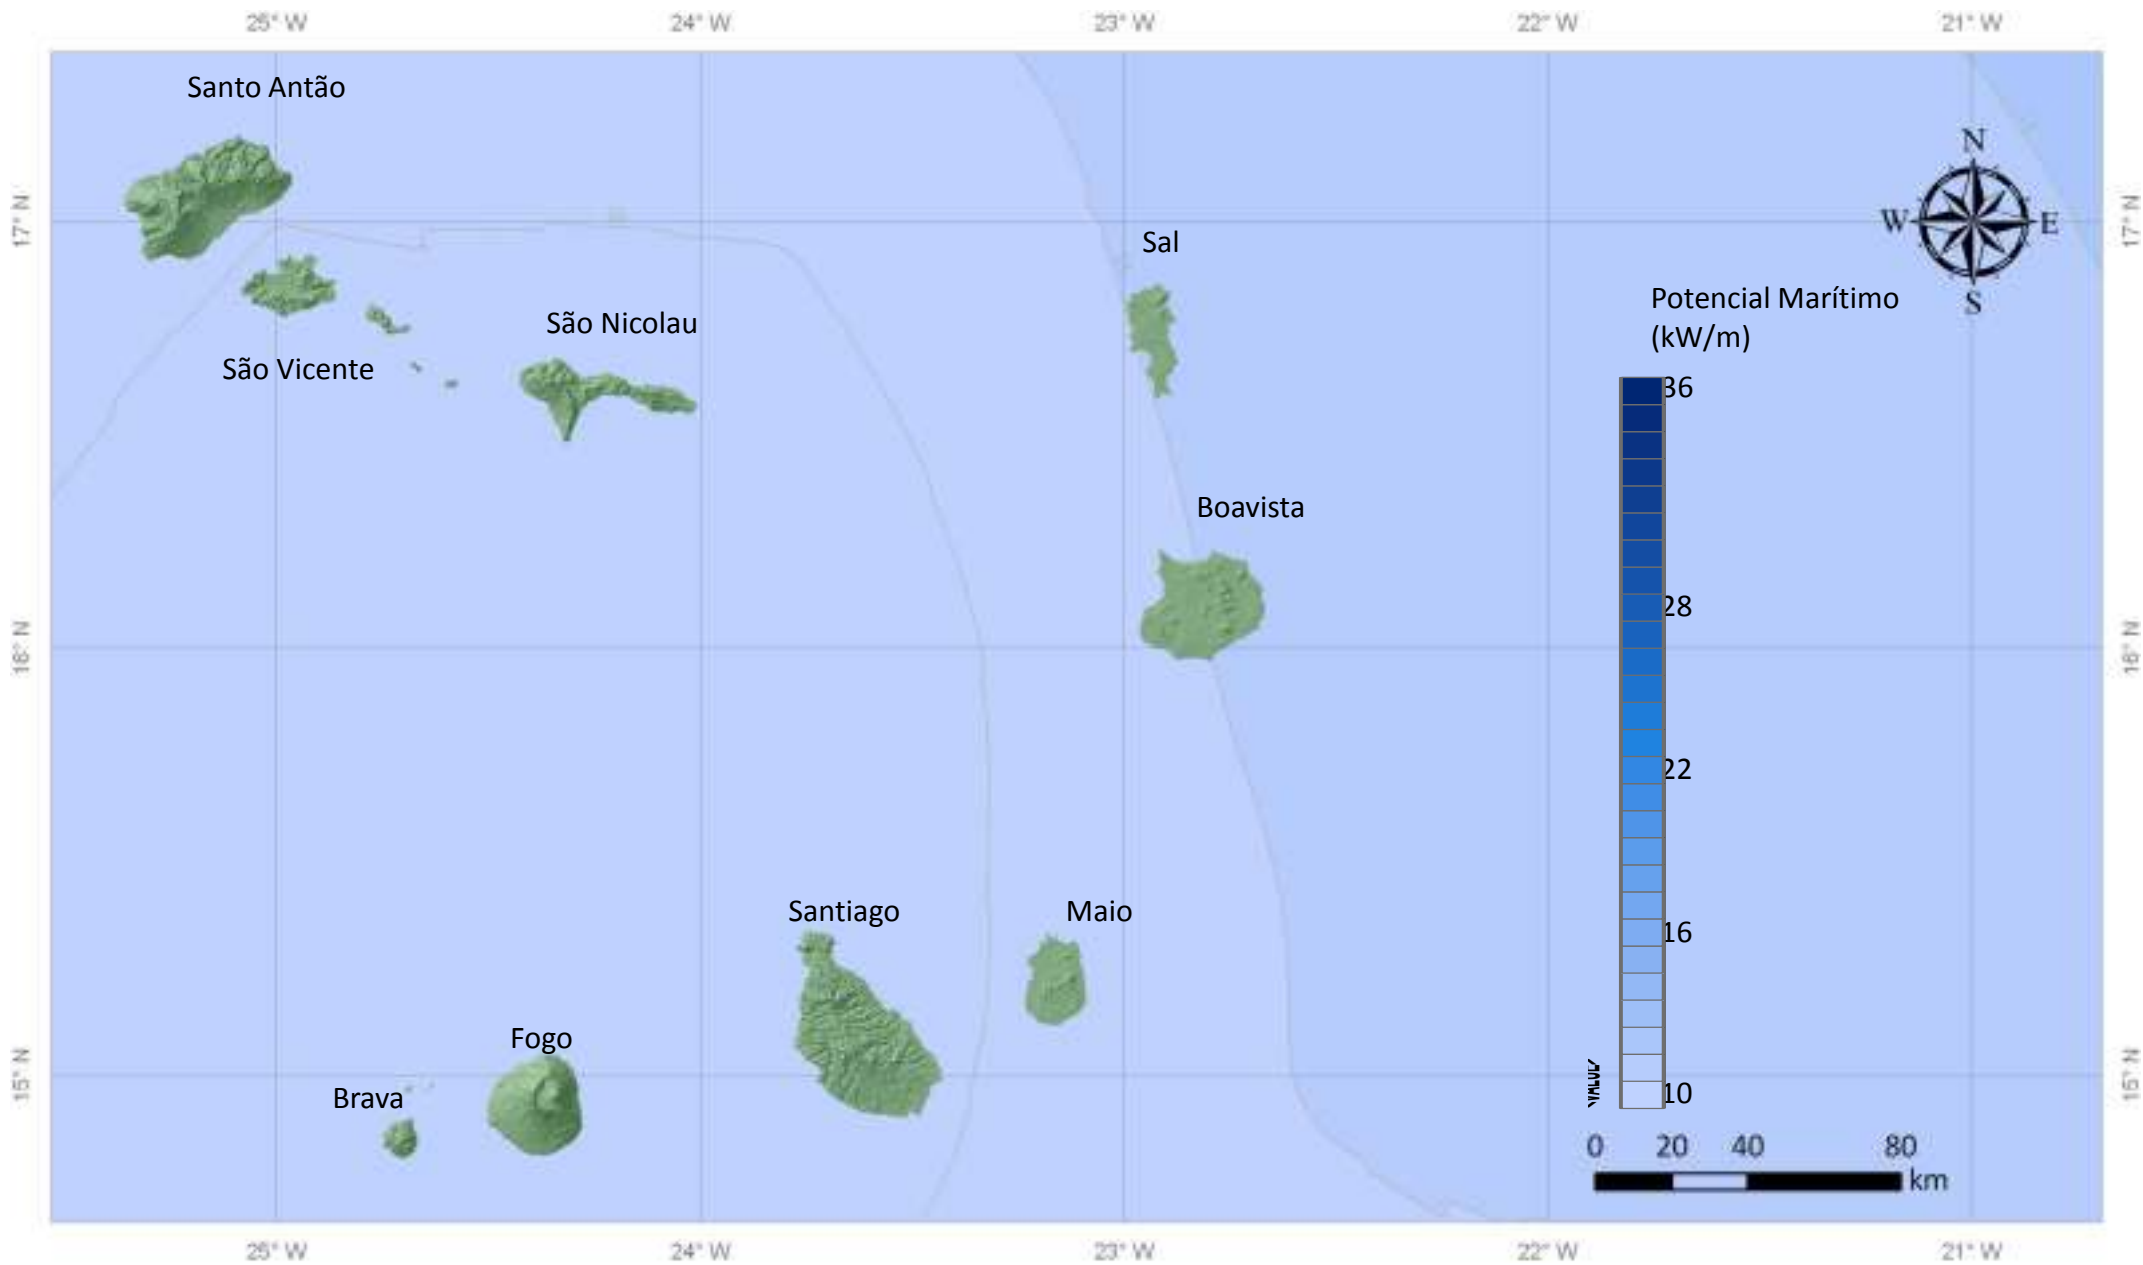 25° W 24° W 23° W 22° W 21° W
Santo Antão
N
W E
S
17° N 17° N
Sal
Potencial Marítimo
(kW/m)
São Nicolau
São Vicente
36
Boavista
28
16° N 16° N
22
Santiago
Maio
16
Fogo
15° N 15° N
Brava
VALUE
10
0 20 40 80
km
25° W 24° W 23° W 22° W 21° W